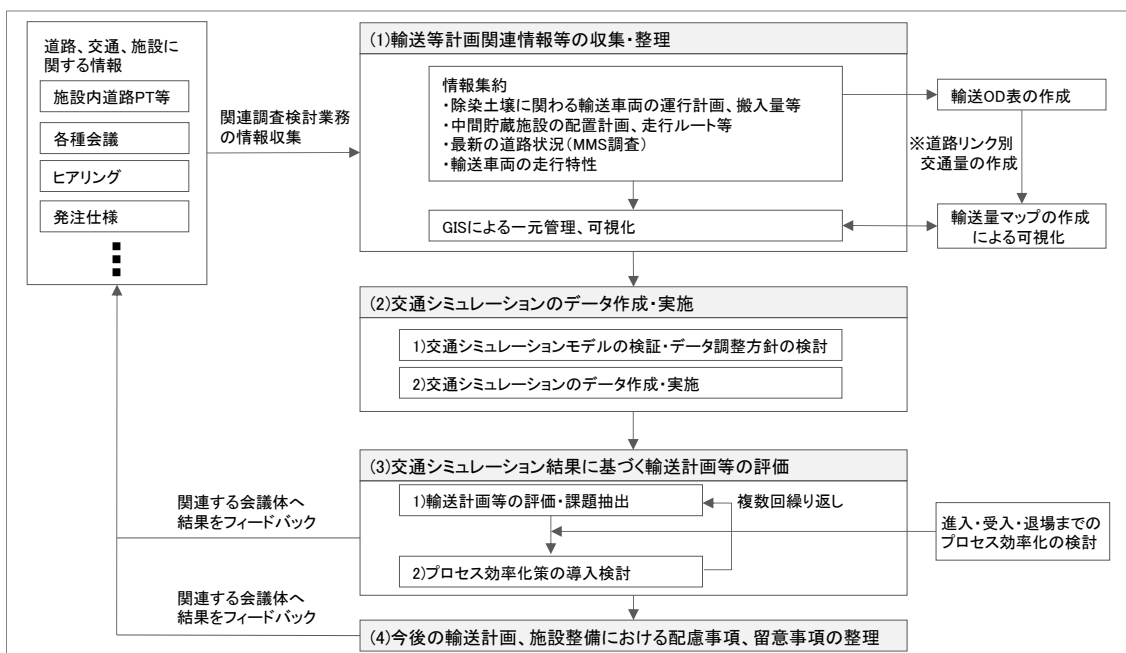 道路、交通、施設に
関する情報
施設内道路PT等
各種会議
ヒアリング
発注仕様
関連調査検討業務
の情報収集
(1)輸送等計画関連情報等の収集・整理
情報集約
・除染土壌に関わる輸送車両の運行計画、搬入量等
・中間貯蔵施設の配置計画、走行ルート等
・最新の道路状況(MMS調査)
・輸送車両の走行特性
GISによる一元管理、可視化
輸送OD表の作成
※道路リンク別
交通量の作成
輸送量マップの作成
による可視化
(2)交通シミュレーションのデータ作成・実施
1)交通シミュレーションモデルの検証・データ調整方針の検討
2)交通シミュレーションのデータ作成・実施
(3)交通シミュレーション結果に基づく輸送計画等の評価
1)輸送計画等の評価・課題抽出
複数回繰り返し
2)プロセス効率化策の導入検討
進入・受入・退場までの
プロセス効率化の検討
関連する会議体へ
結果をフィードバック
関連する会議体へ
結果をフィードバック
(4)今後の輸送計画、施設整備における配慮事項、留意事項の整理